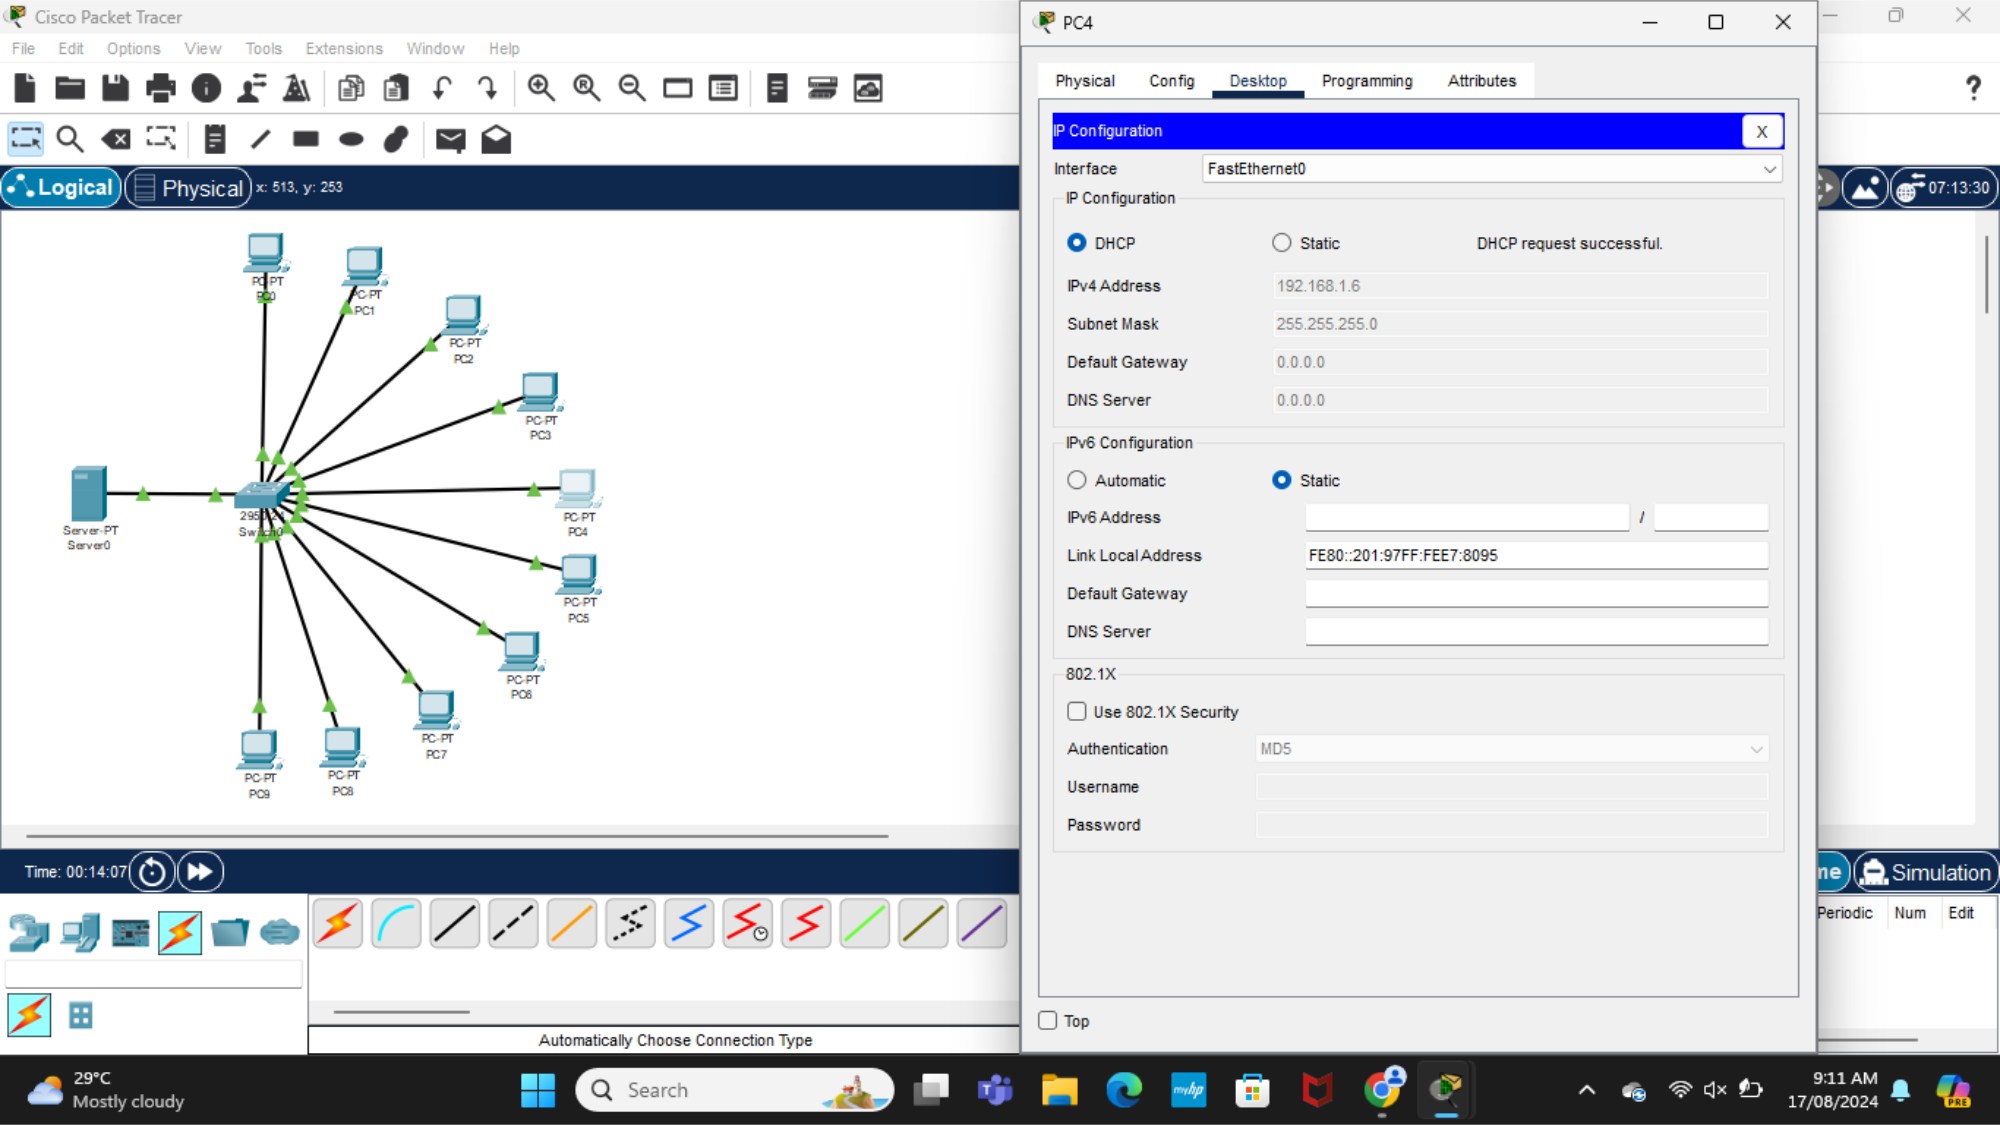 Cisco Packet Tracer
File Edit Options View Tools Extensions Window Help
Logical Physical x: 513, y: 253
07:13:30
PC-PT
PC0
PC-PT
PC1
PC-PT
PC2
PC-PT
PC3
PC-PT
PC4
PC-PT
PC5
PC-PT
PC6
PC-PT
PC7
PC-PT
PC8
PC-PT
PC9
Server-PT
Server0
2950-24
Switch0
Time: 00:14:07
Automatically Choose Connection Type
me Simulation
Periodic Num Edit
?
PC4
Physical Config Desktop Programming Attributes
IP Configuration X
Interface FastEthernet0
IP Configuration
DHCP Static DHCP request successful.
IPv4 Address 192.168.1.6
Subnet Mask 255.255.255.0
Default Gateway 0.0.0.0
DNS Server 0.0.0.0
IPv6 Configuration
Automatic Static
IPv6 Address /
Link Local Address FE80::201:97FF:FEE7:8095
Default Gateway
DNS Server
802.1X
Use 802.1X Security
Authentication MD5
Username
Password
Top
29°C
Mostly cloudy
Search
myhp
9:11 AM
17/08/2024
PRE